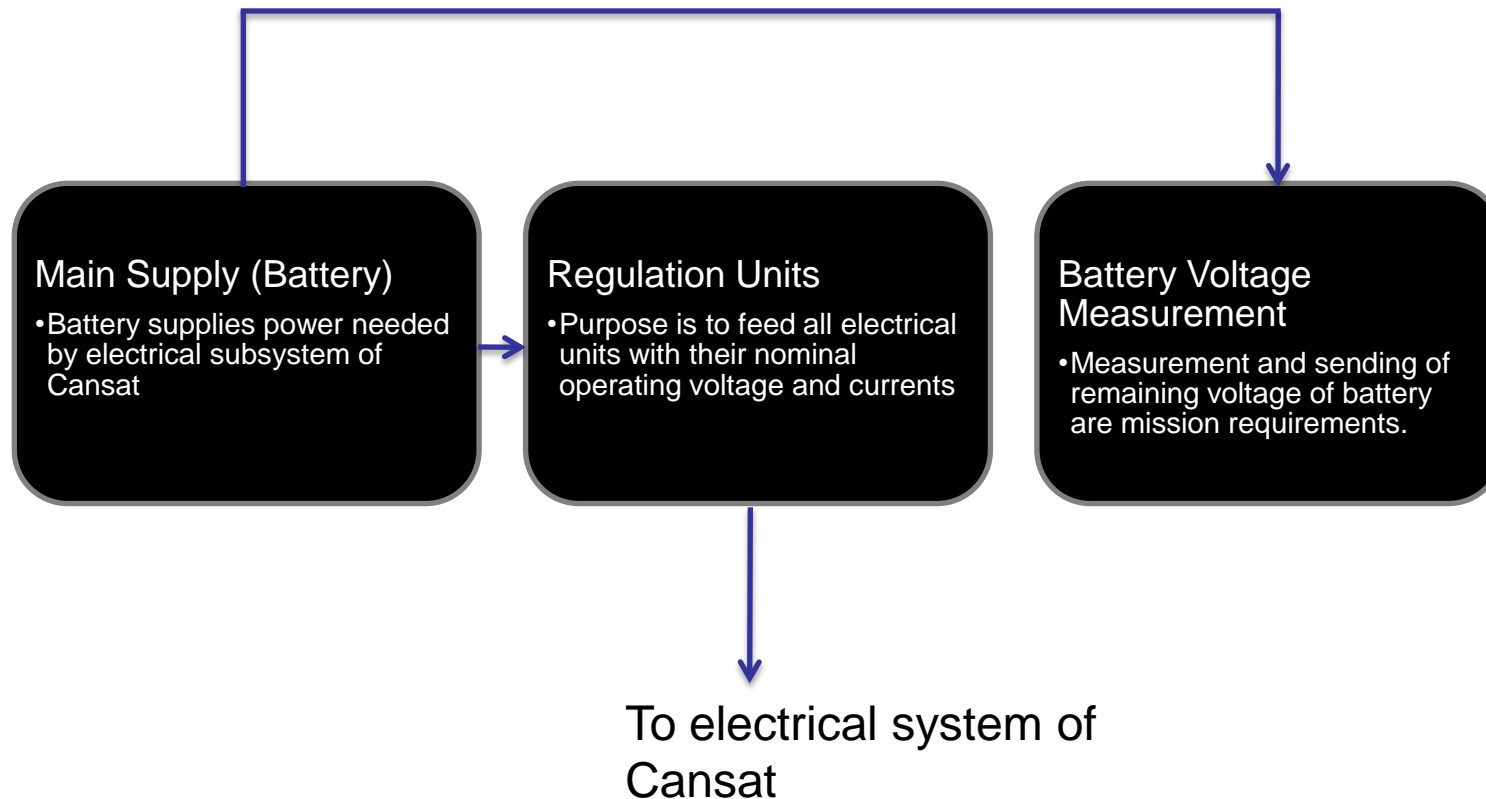 Main Supply (Battery)
•Battery supplies power needed
by electrical subsystem of
Cansat
Regulation Units
•Purpose is to feed all electrical
units with their nominal
operating voltage and currents
Battery Voltage
Measurement
•Measurement and sending of
remaining voltage of battery
are mission requirements.
To electrical system of
Cansat